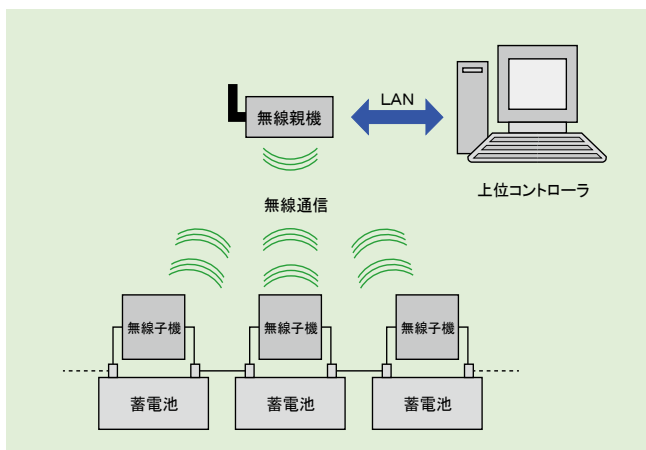 無線親機
LAN
上位コントローラ
無線通信
無線子機
無線子機
無線子機
蓄電池
蓄電池
蓄電池